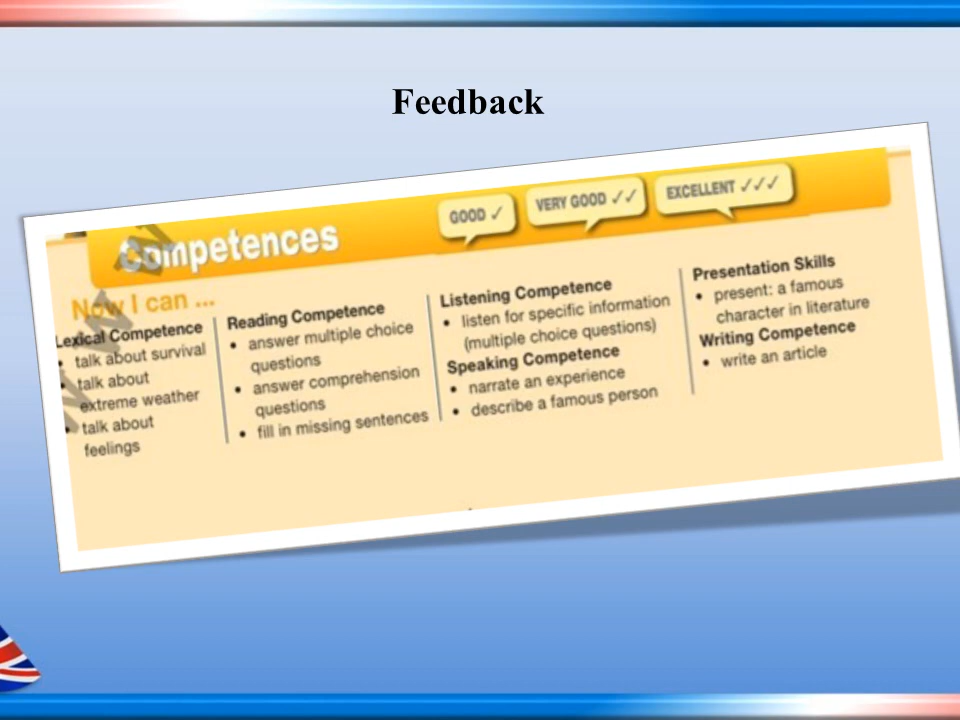 Feedback
Competences
GOOD ✓
VERY GOOD ✓✓
EXCELLENT ✓✓✓
Now I can ...
Lexical Competence
• talk about survival
• talk about
extreme weather
• talk about
feelings
Reading Competence
• answer multiple choice
questions
• answer comprehension
questions
• fill in missing sentences
Listening Competence
• listen for specific information
(multiple choice questions)
Speaking Competence
• narrate an experience
• describe a famous person
Presentation Skills
• present: a famous
character in literature
Writing Competence
• write an article